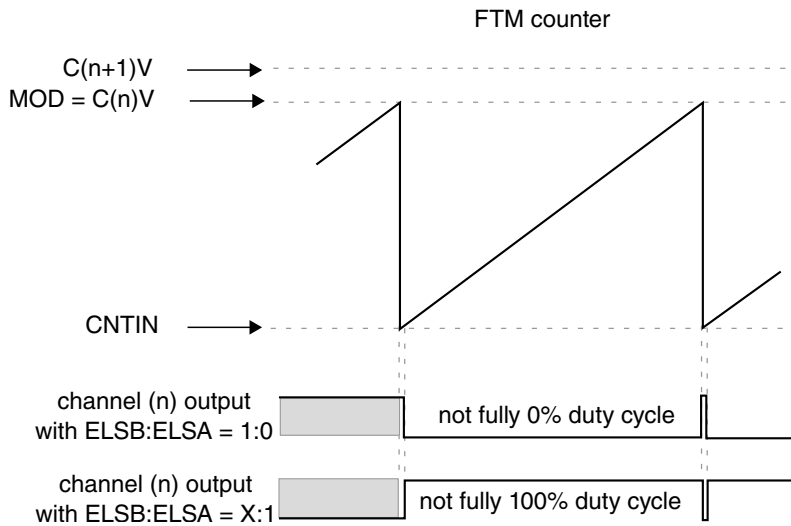 FTM counter
C(n+1)V
MOD = C(n)V
CNTIN
channel (n) output
with ELSB:ELSA = 1:0
not fully 0% duty cycle
channel (n) output
with ELSB:ELSA = X:1
not fully 100% duty cycle